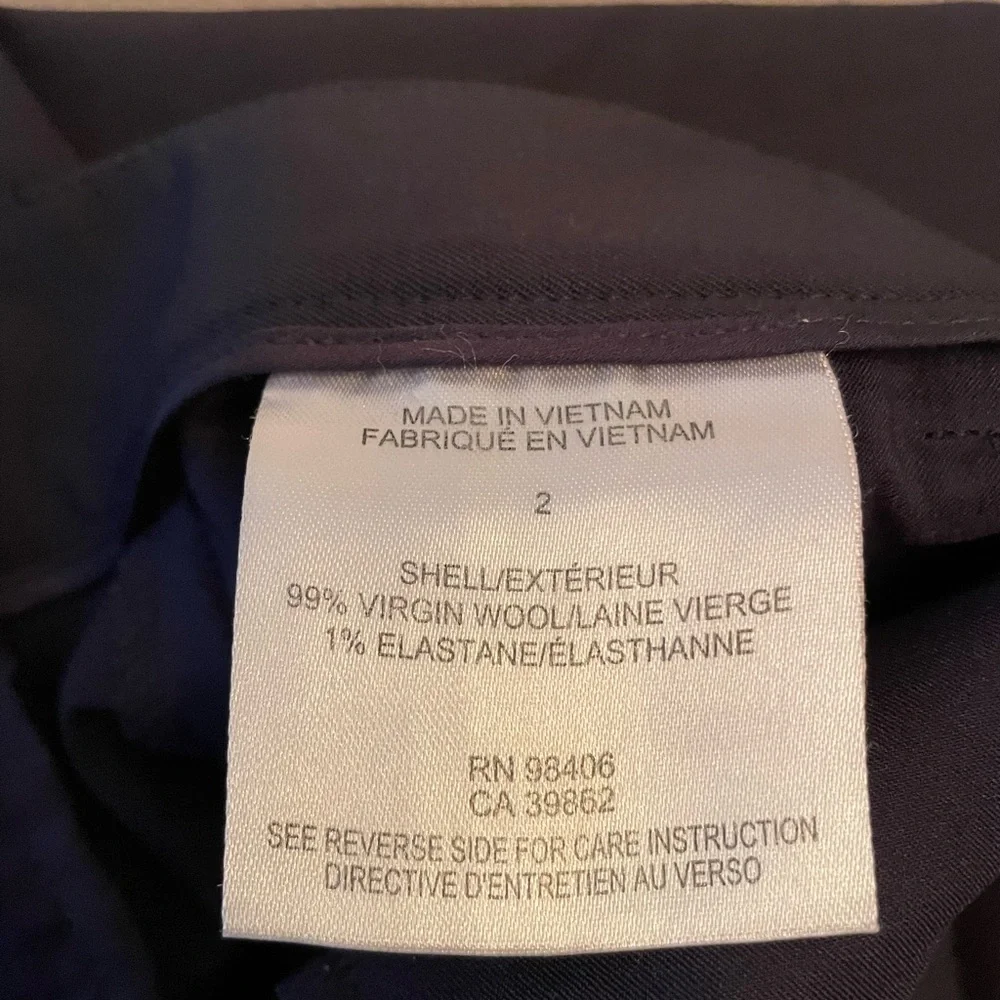 MADE IN VIETNAM
FABRIQUÉ EN VIETNAM
2
SHELL/EXTÉRIEUR
99% VIRGIN WOOL/LAINE VIERGE
1% ELASTANE/ÉLASTHANNE
RN 98406
CA 39862
SEE REVERSE SIDE FOR CARE INSTRUCTION
DIRECTIVE D'ENTRETIEN AU VERSO